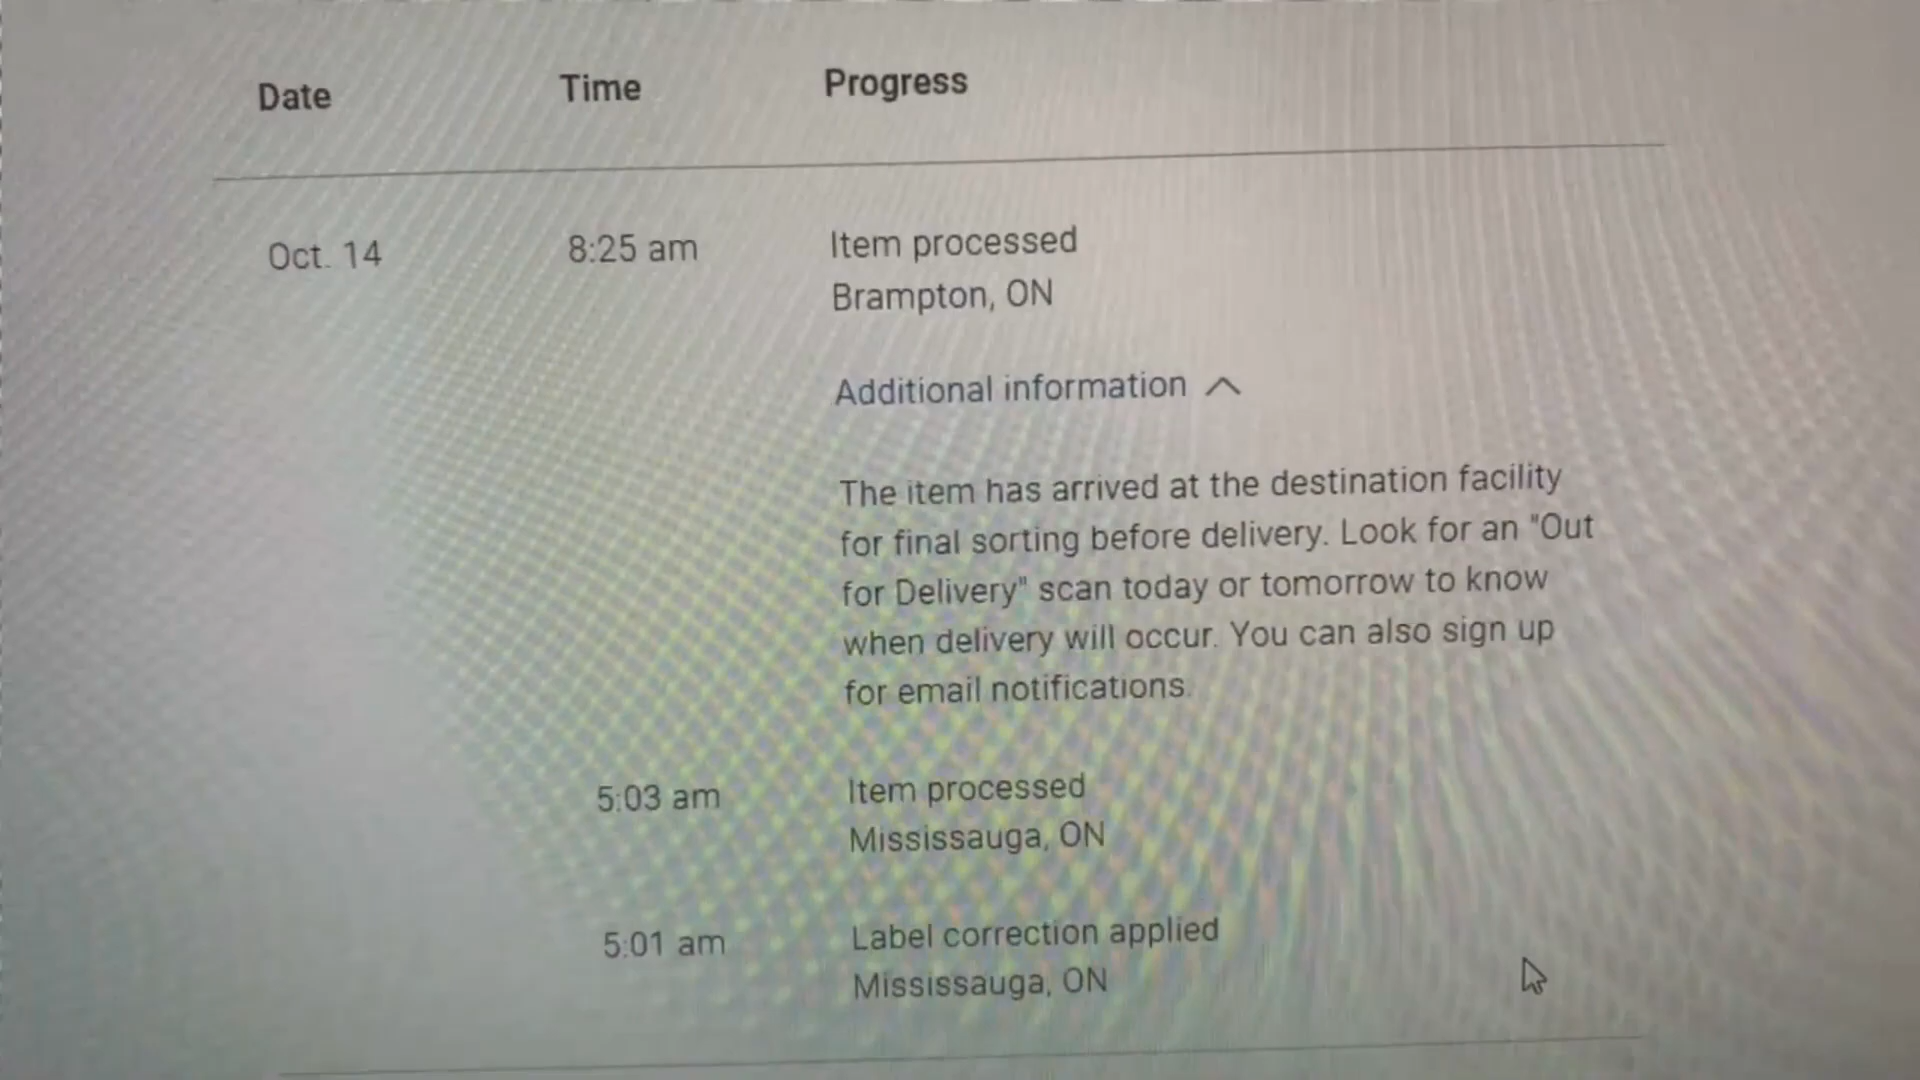 Date Time Progress
Oct. 14 8:25 am Item processed
Brampton, ON
Additional information
The item has arrived at the destination facility
for final sorting before delivery. Look for an "Out
for Delivery" scan today or tomorrow to know
when delivery will occur. You can also sign up
for email notifications.
5:03 am Item processed
Mississauga, ON
5:01 am Label correction applied
Mississauga, ON